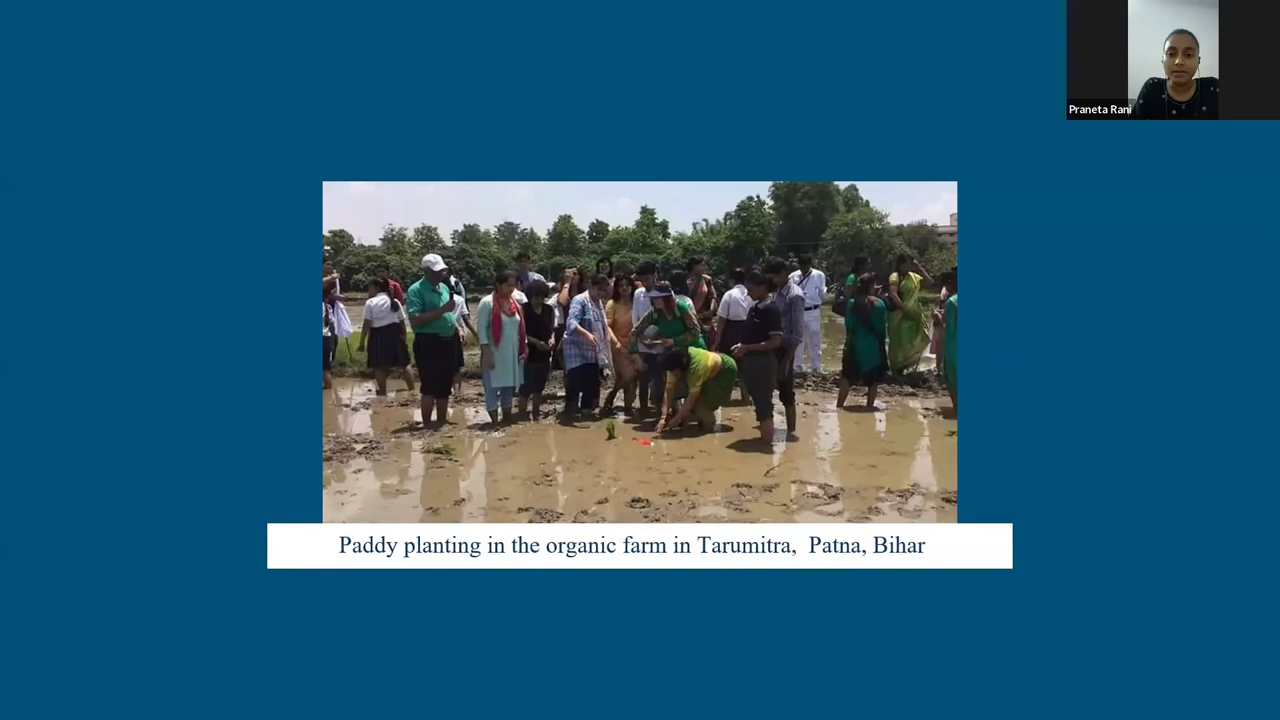 Praneta Rani
Paddy planting in the organic farm in Tarumitra, Patna, Bihar